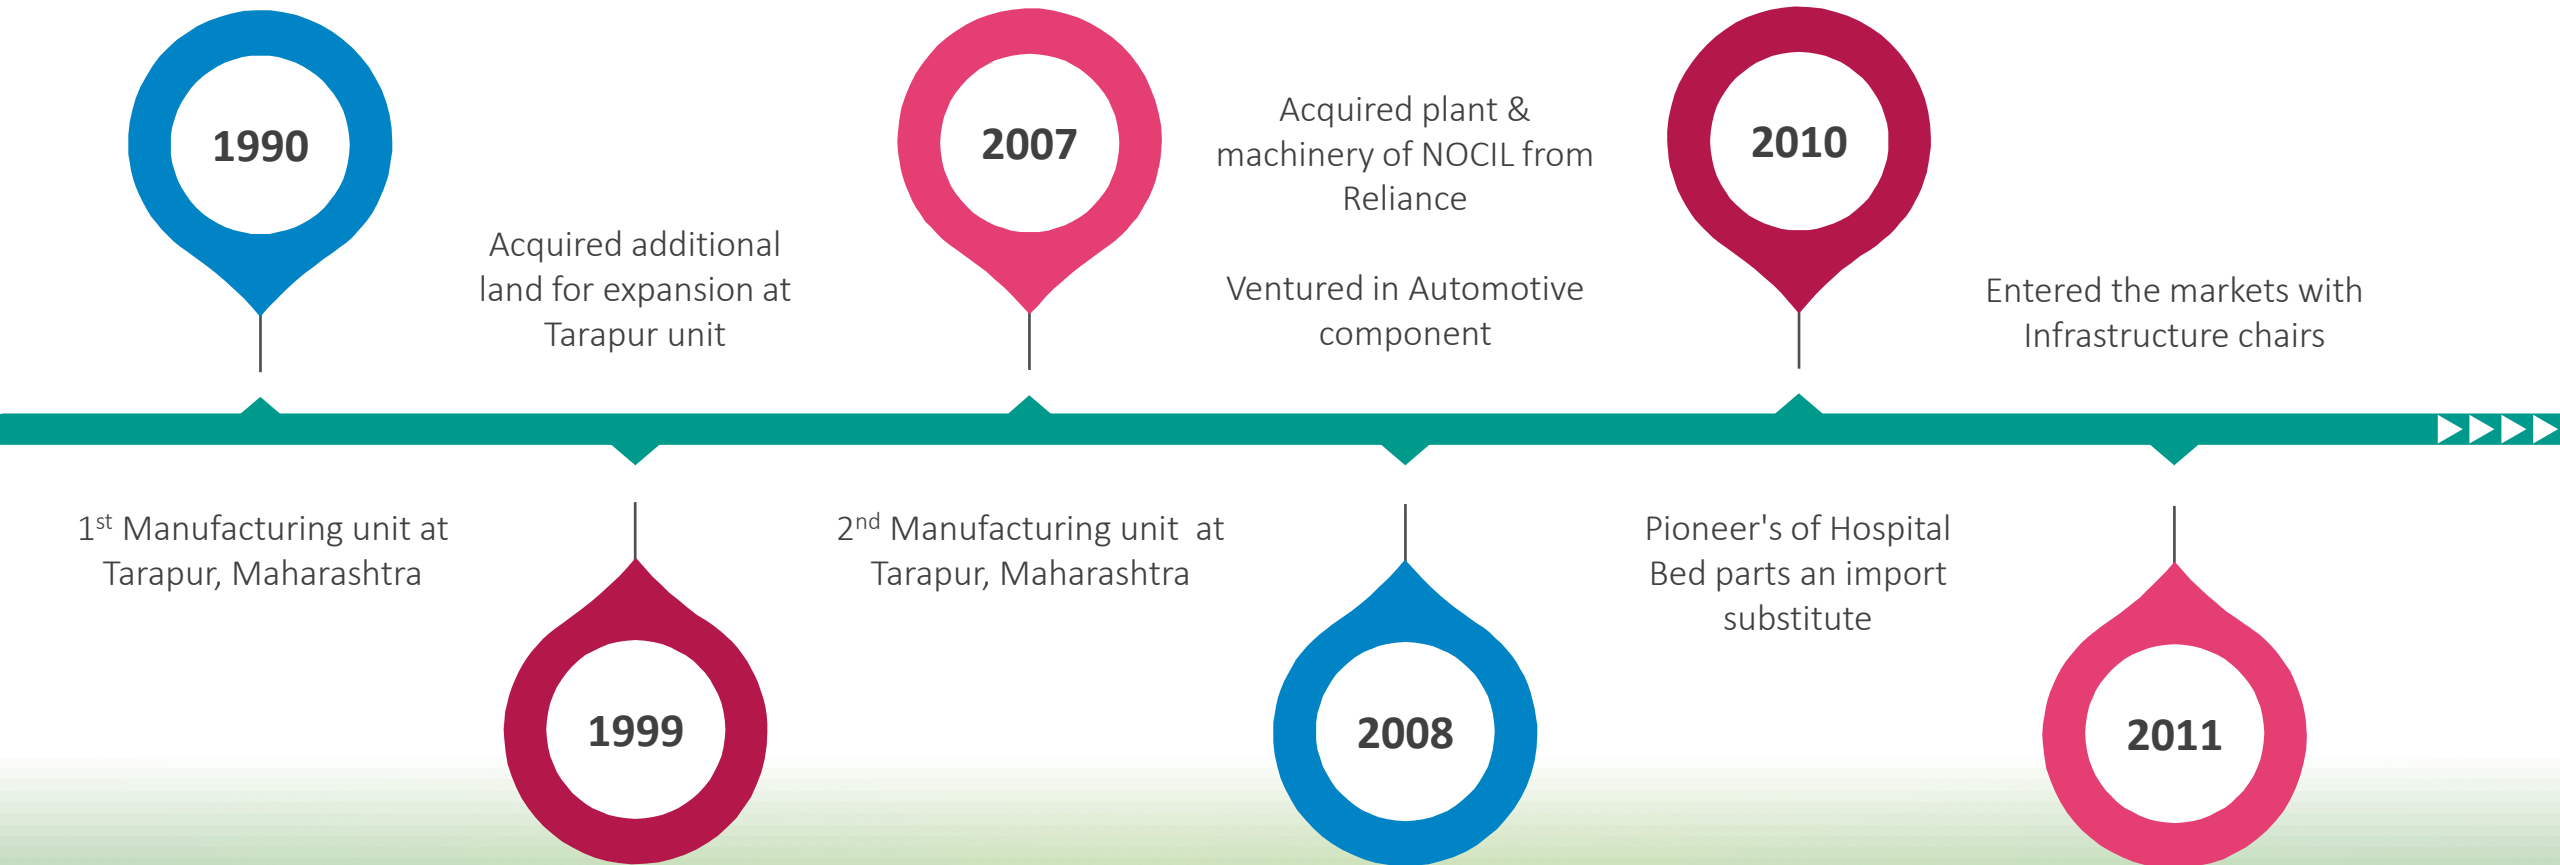 1990
1st Manufacturing unit at
Tarapur, Maharashtra
Acquired additional
land for expansion at
Tarapur unit
1999
2007
2nd Manufacturing unit at
Tarapur, Maharashtra
Acquired plant &
machinery of NOCIL from
Reliance
Ventured in Automotive
component
2008
2010
Pioneer's of Hospital
Bed parts an import
substitute
Entered the markets with
Infrastructure chairs
2011